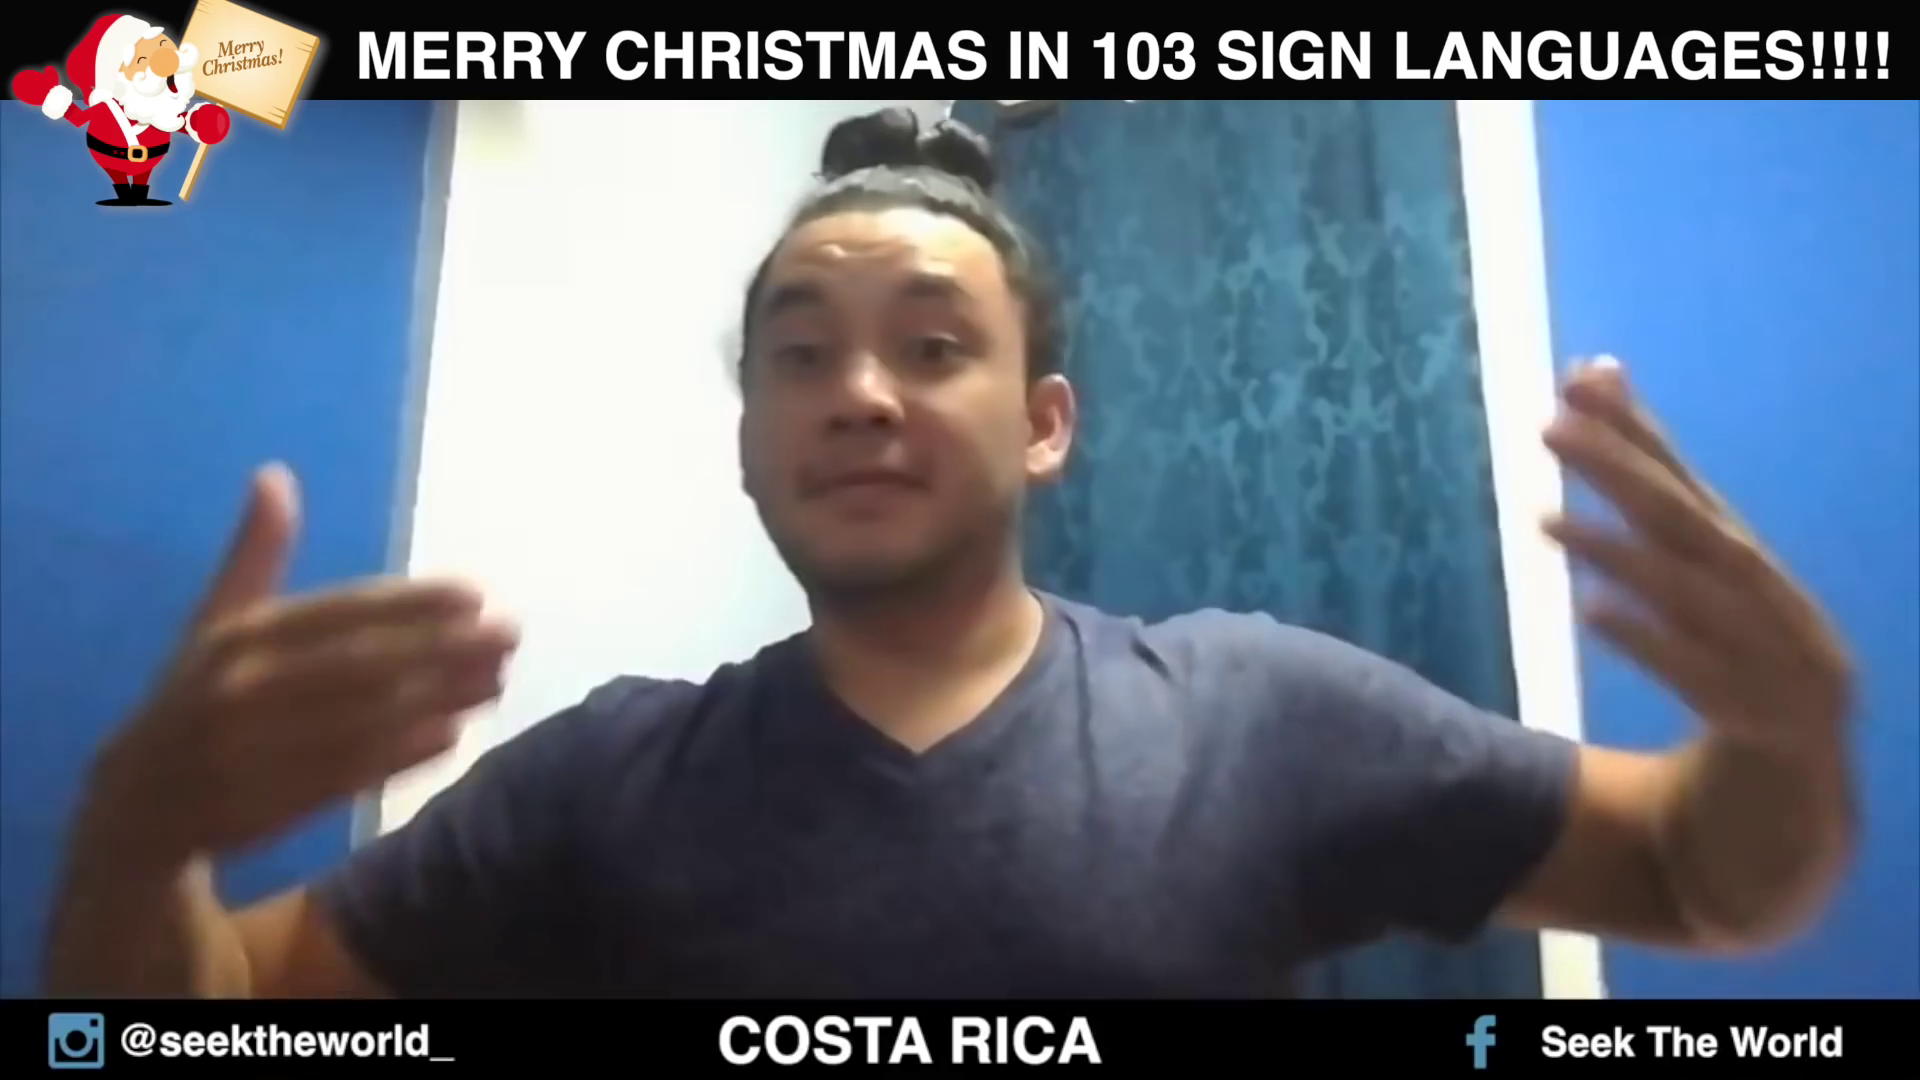 Merry
Christmas!
MERRY CHRISTMAS IN 103 SIGN LANGUAGES!!!!
@seektheworld_
COSTA RICA
Seek The World